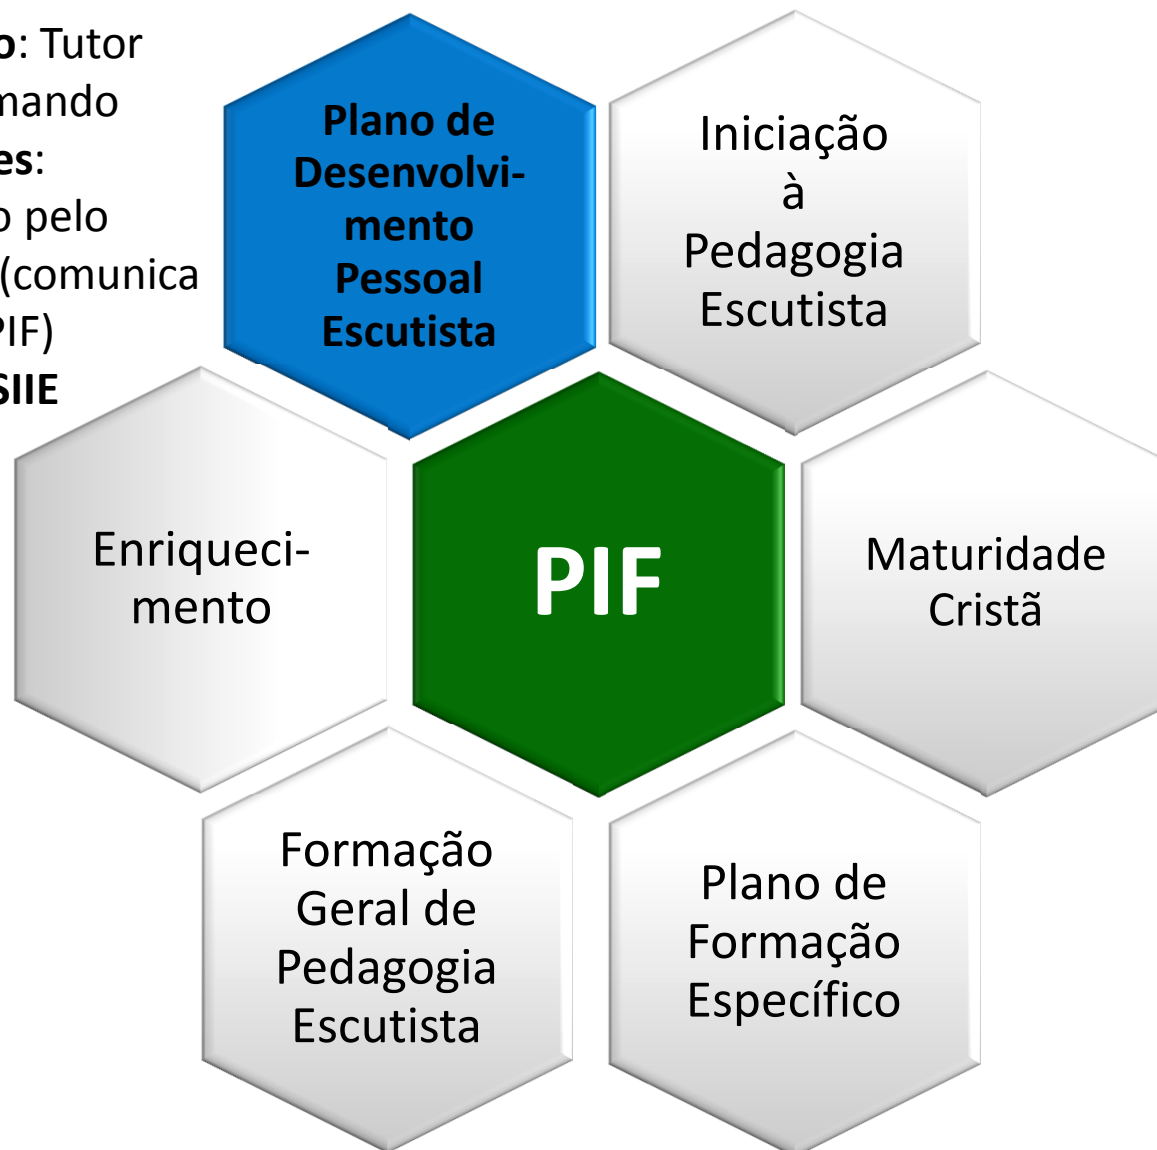 o: Tutor
mando
es:
o pelo
(comunica
PIF)
SIIE
Plano de
Desenvolvi-
mento
Pessoal
Escutista
Iniciação
à
Pedagogia
Escutista
Enriqueci-
mento
PIF
Maturidade
Cristã
Formação
Geral de
Pedagogia
Escutista
Plano de
Formação
Específico